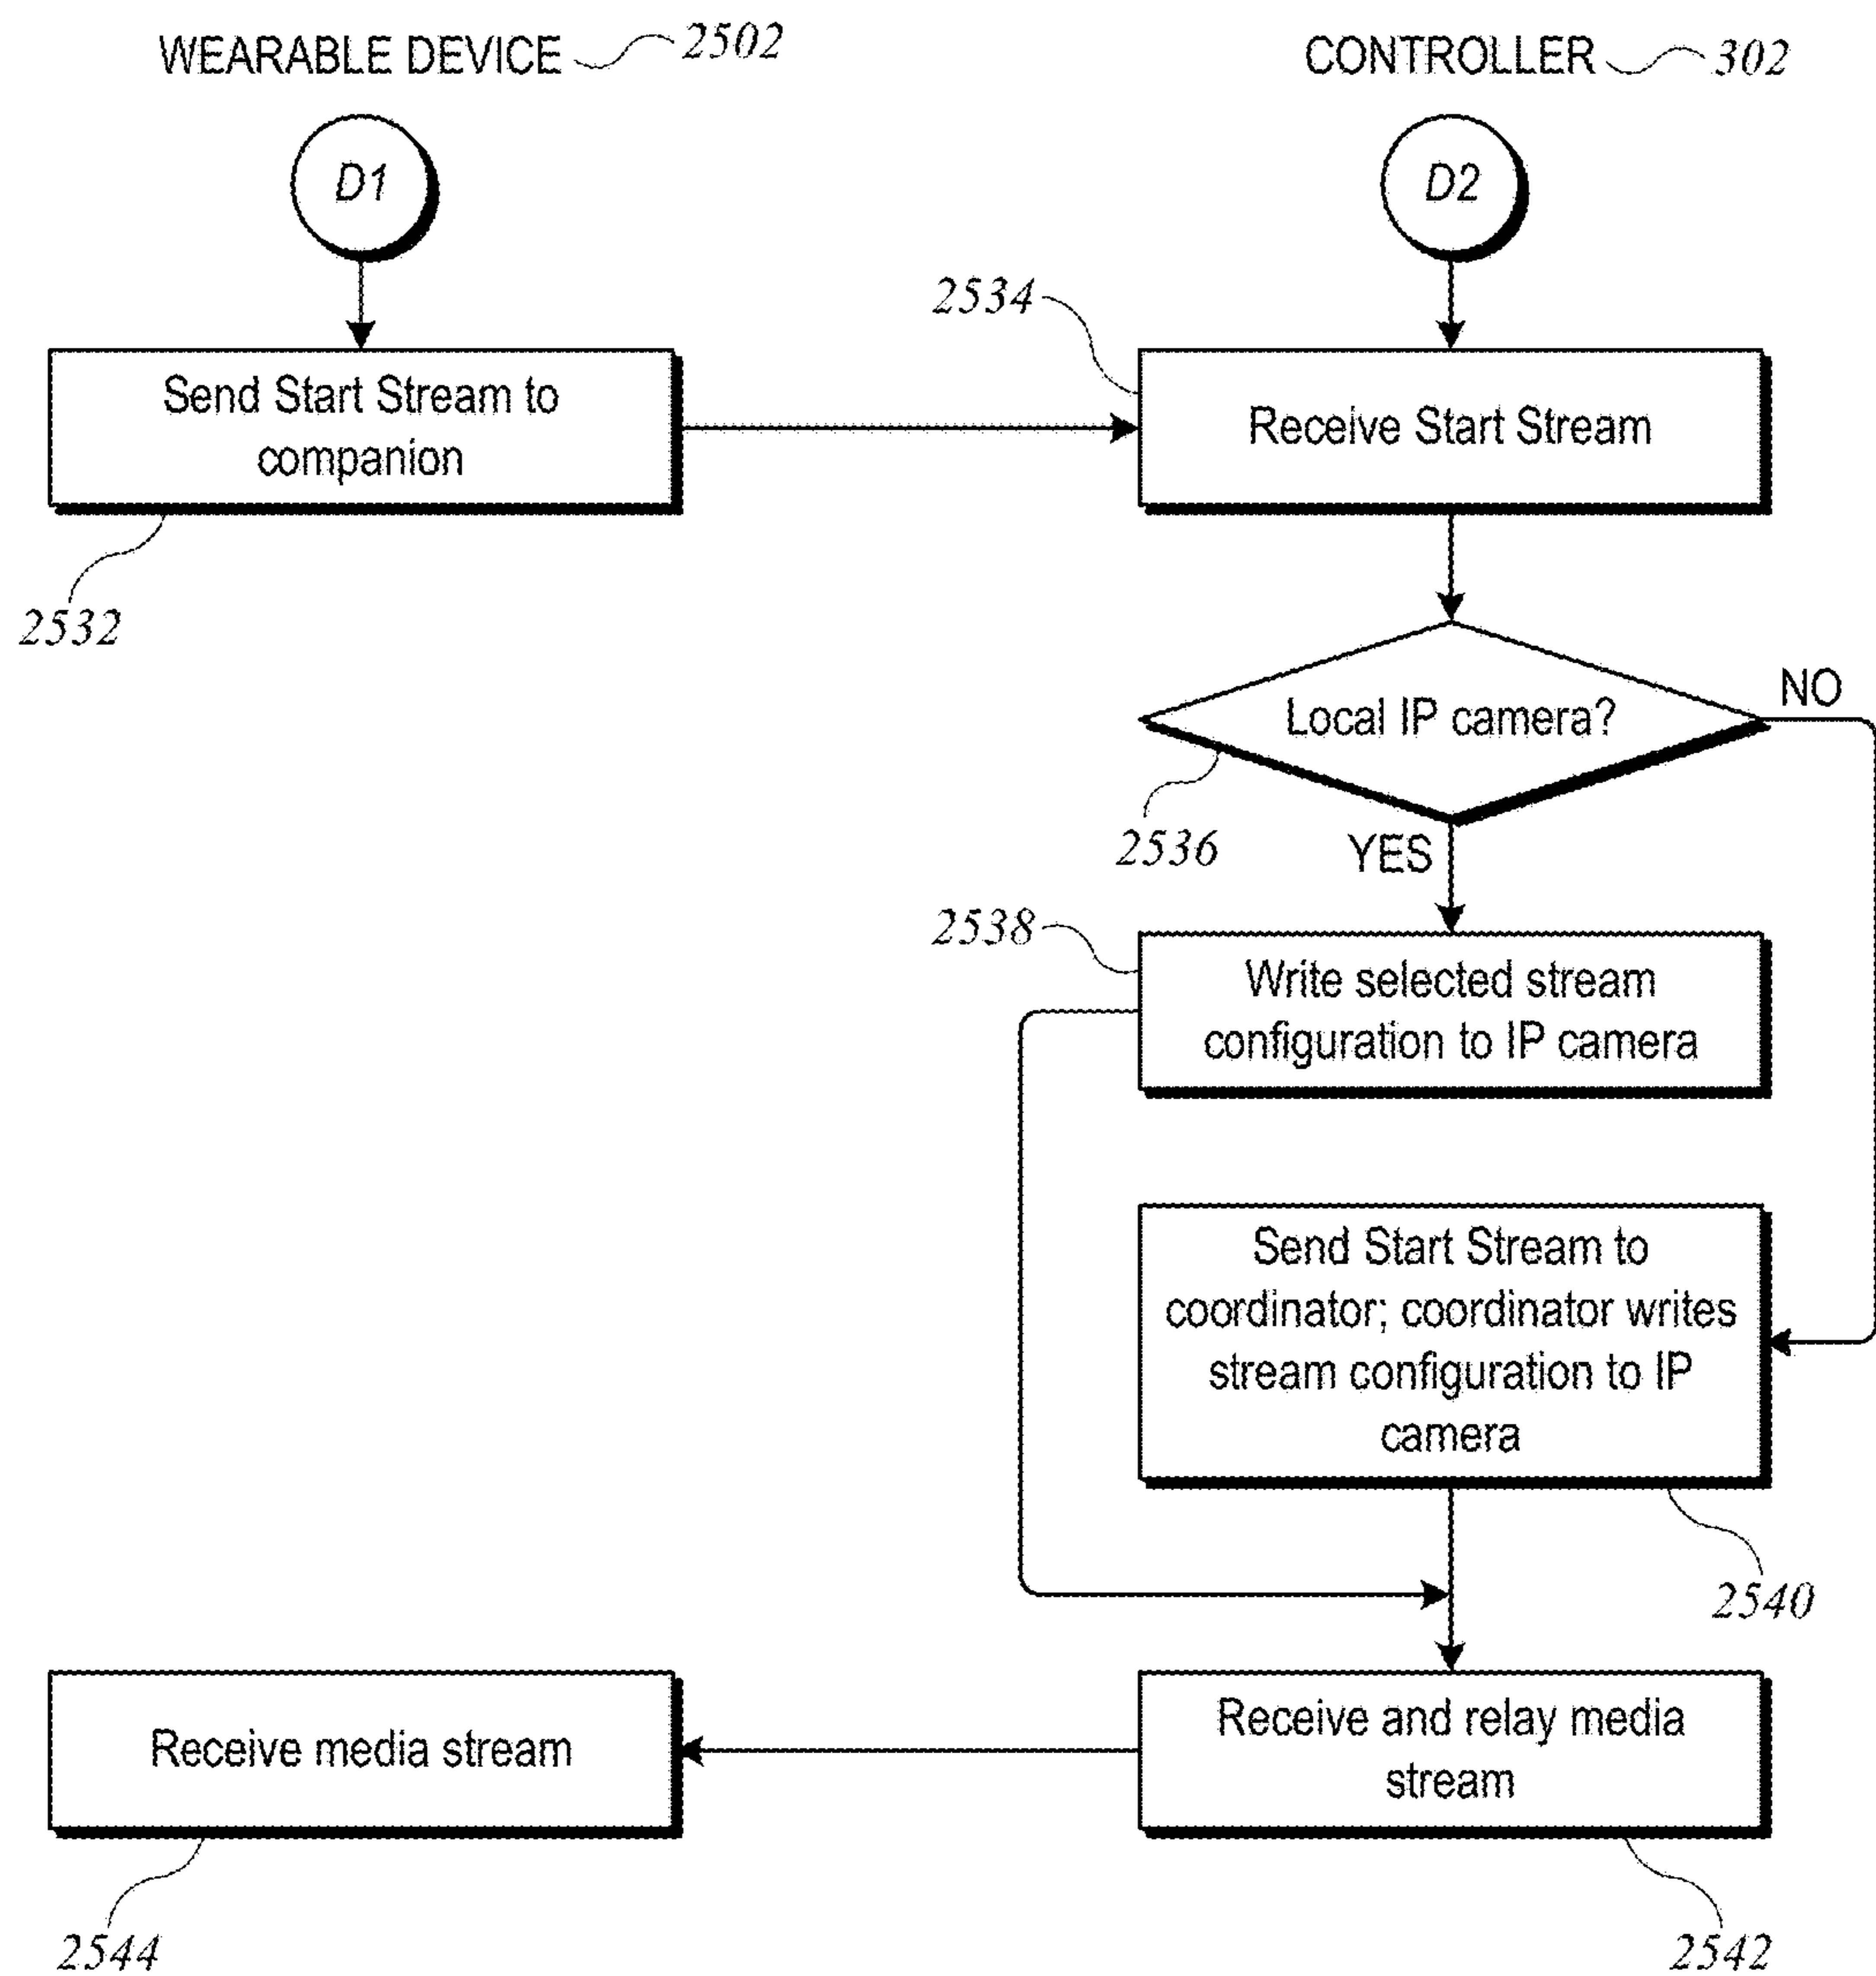 WEARABLE DEVICE 2502
CONTROLLER 302
D1
D2
2534
Send Start Stream to
companion
Receive Start Stream
2532
Local IP camera?
NO
2536
YES
2538
Write selected stream
configuration to IP camera
Send Start Stream to
coordinator; coordinator writes
stream configuration to IP
camera
2540
Receive media stream
Receive and relay media
stream
2544
2542